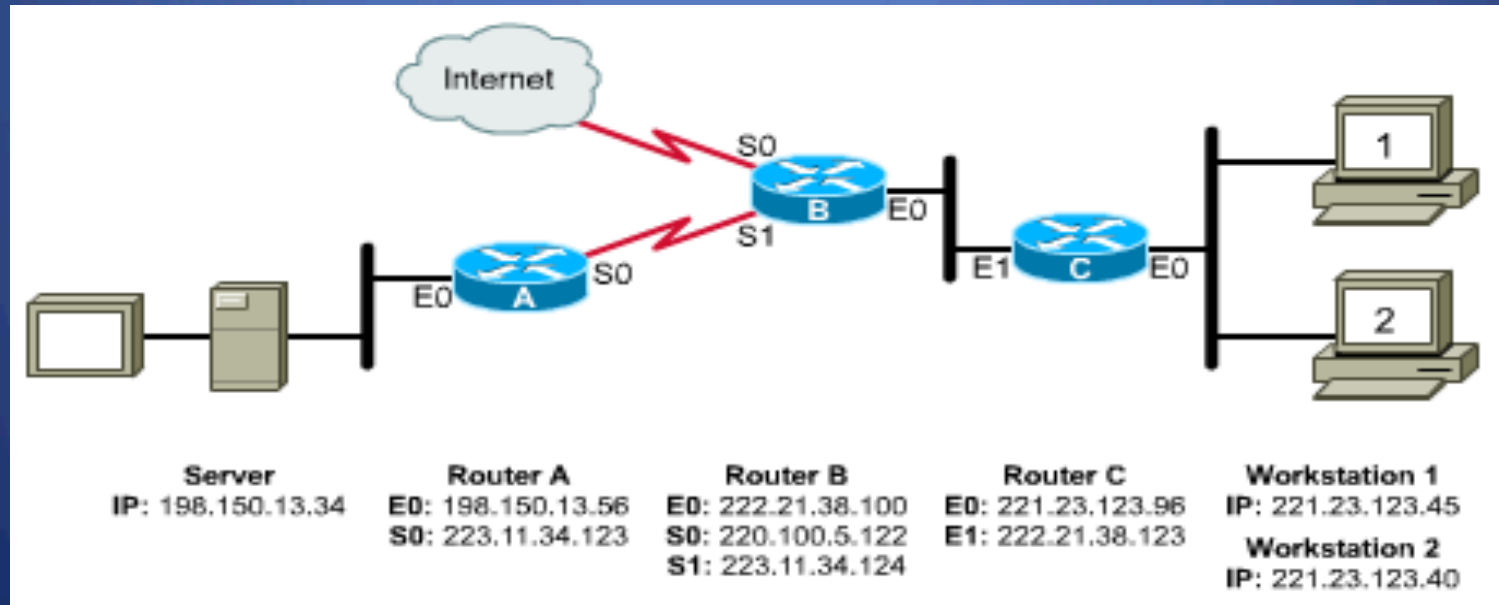 Internet
S0
B
E0
S1
1
E0
A
S0
E1
C
E0
2
Server
IP: 198.150.13.34
Router A
E0: 198.150.13.56
S0: 223.11.34.123
Router B
E0: 222.21.38.100
S0: 220.100.5.122
S1: 223.11.34.124
Router C
E0: 221.23.123.96
E1: 222.21.38.123
Workstation 1
IP: 221.23.123.45
Workstation 2
IP: 221.23.123.40